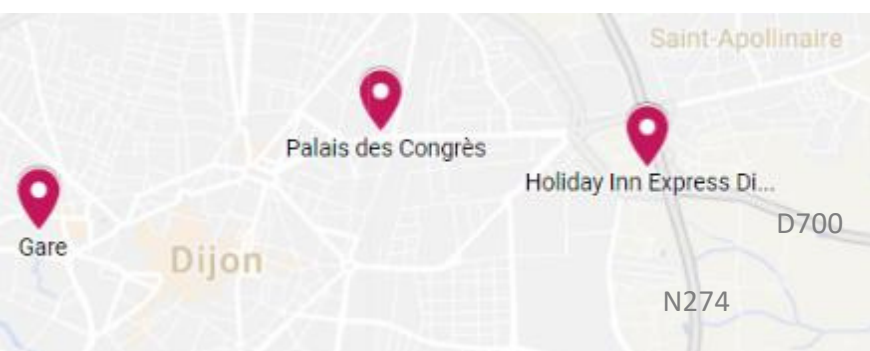 Saint-Apollinaire
Palais des Congrès
Holiday Inn Express Di...
D700
Gare
Dijon
N274